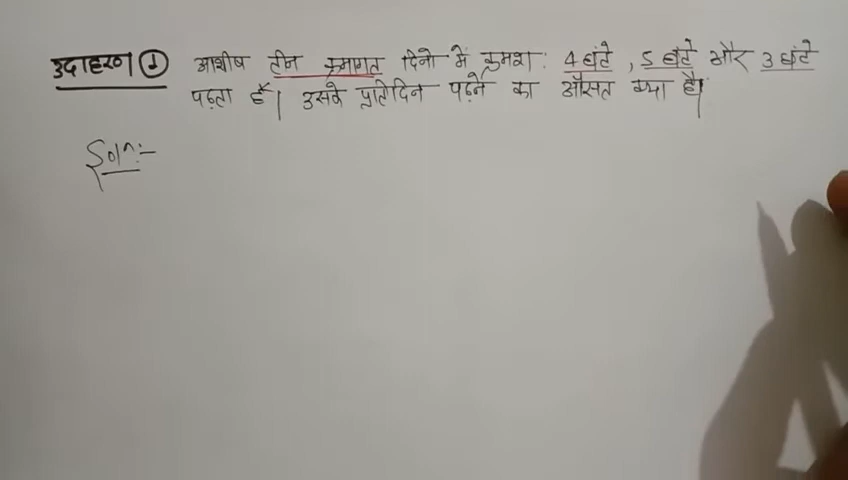 उदाहरण ① आशीष तीन क्रमागत दिनो में क्रमश: 4 घंटे , 5 घंटे और 3 घंटे
पढ़ता है। उसके प्रतिदिन पढ़ने का औसत क्या है।
Solⁿ:-